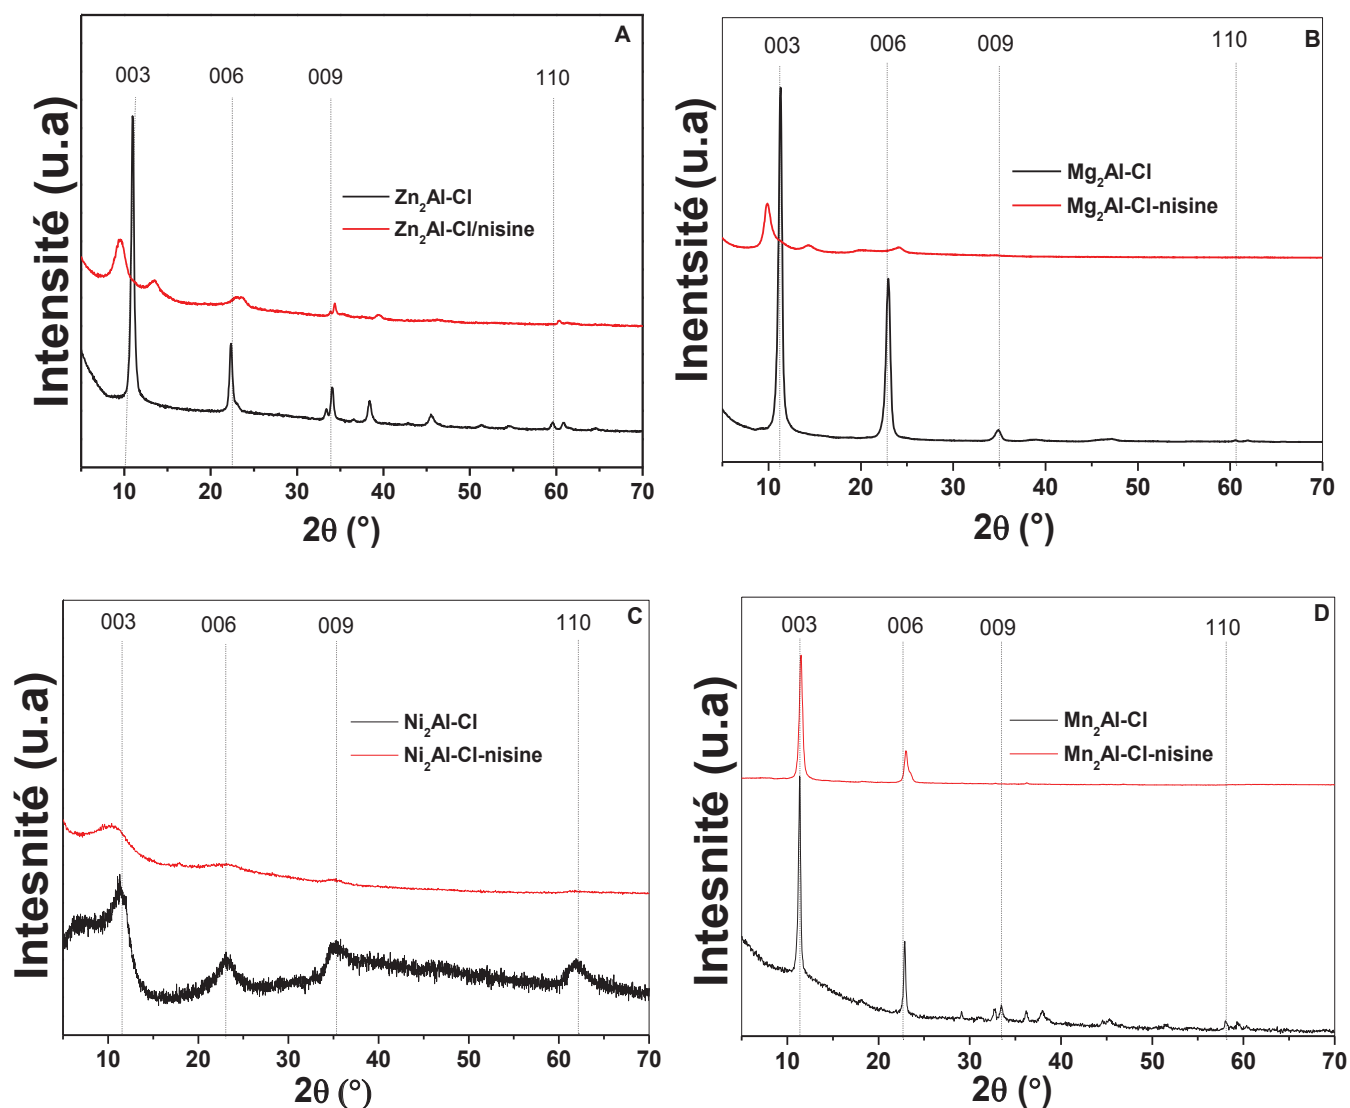 A
003
006
009
110
Intensité (u.a)
Zn2Al-Cl
Zn2Al-Cl/nisine
10 20 30 40 50 60 70
2θ (°)
B
003
006
009
110
Inentsité (u.a)
Mg2Al-Cl
Mg2Al-Cl-nisine
10 20 30 40 50 60 70
2θ (°)
C
003
006
009
110
Intesnité (u.a)
Ni2Al-Cl
Ni2Al-Cl-nisine
10 20 30 40 50 60 70
2θ (°)
D
003
006
009
110
Intesnité (u.a)
Mn2Al-Cl
Mn2Al-Cl-nisine
10 20 30 40 50 60 70
2θ (°)